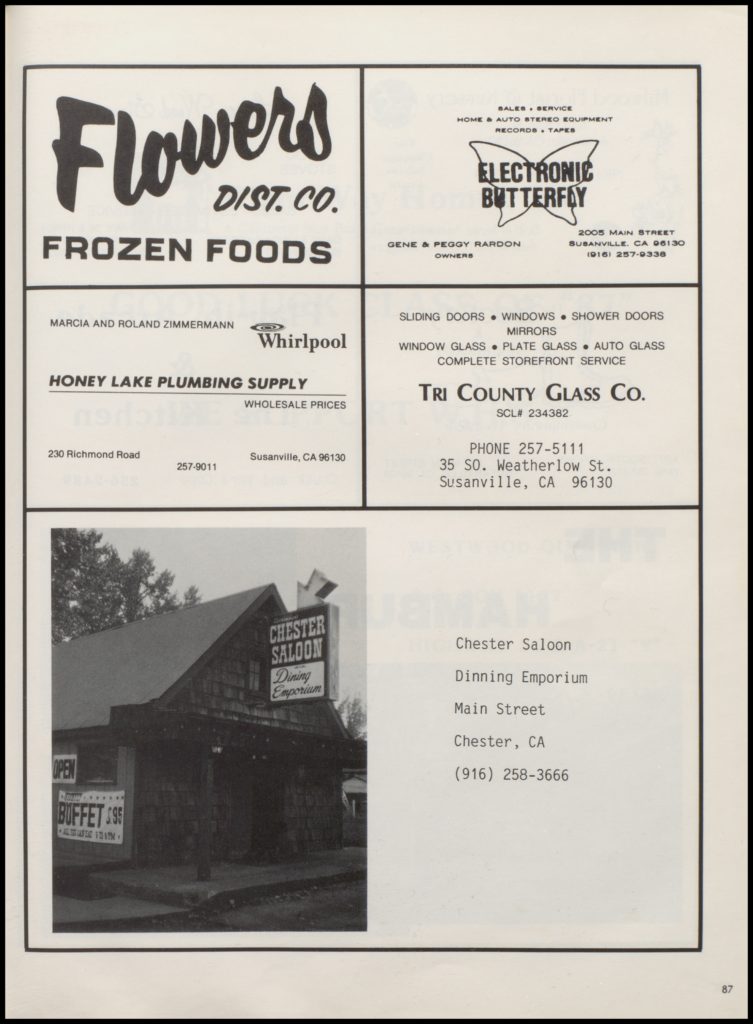 Flowers
DIST. CO.
FROZEN FOODS
SALES • SERVICE
HOME & AUTO STEREO EQUIPMENT
RECORDS • TAPES
ELECTRONIC
BUTTERFLY
2005 MAIN STREET
SUSANVILLE, CA 96130
(916) 257-9338
GENE & PEGGY RARDON
OWNERS
MARCIA AND ROLAND ZIMMERMANN
Whirlpool
HONEY LAKE PLUMBING SUPPLY
WHOLESALE PRICES
230 Richmond Road
257-9011
Susanville, CA 96130
SLIDING DOORS • WINDOWS • SHOWER DOORS
MIRRORS
WINDOW GLASS • PLATE GLASS • AUTO GLASS
COMPLETE STOREFRONT SERVICE
TRI COUNTY GLASS CO.
SCL# 234382
PHONE 257-5111
35 SO. Weatherlow St.
Susanville, CA 96130
CHESTER
SALOON
Dining
Emporium
OPEN
BUFFET 5.95
Chester Saloon
Dinning Emporium
Main Street
Chester, CA
(916) 258-3666
87